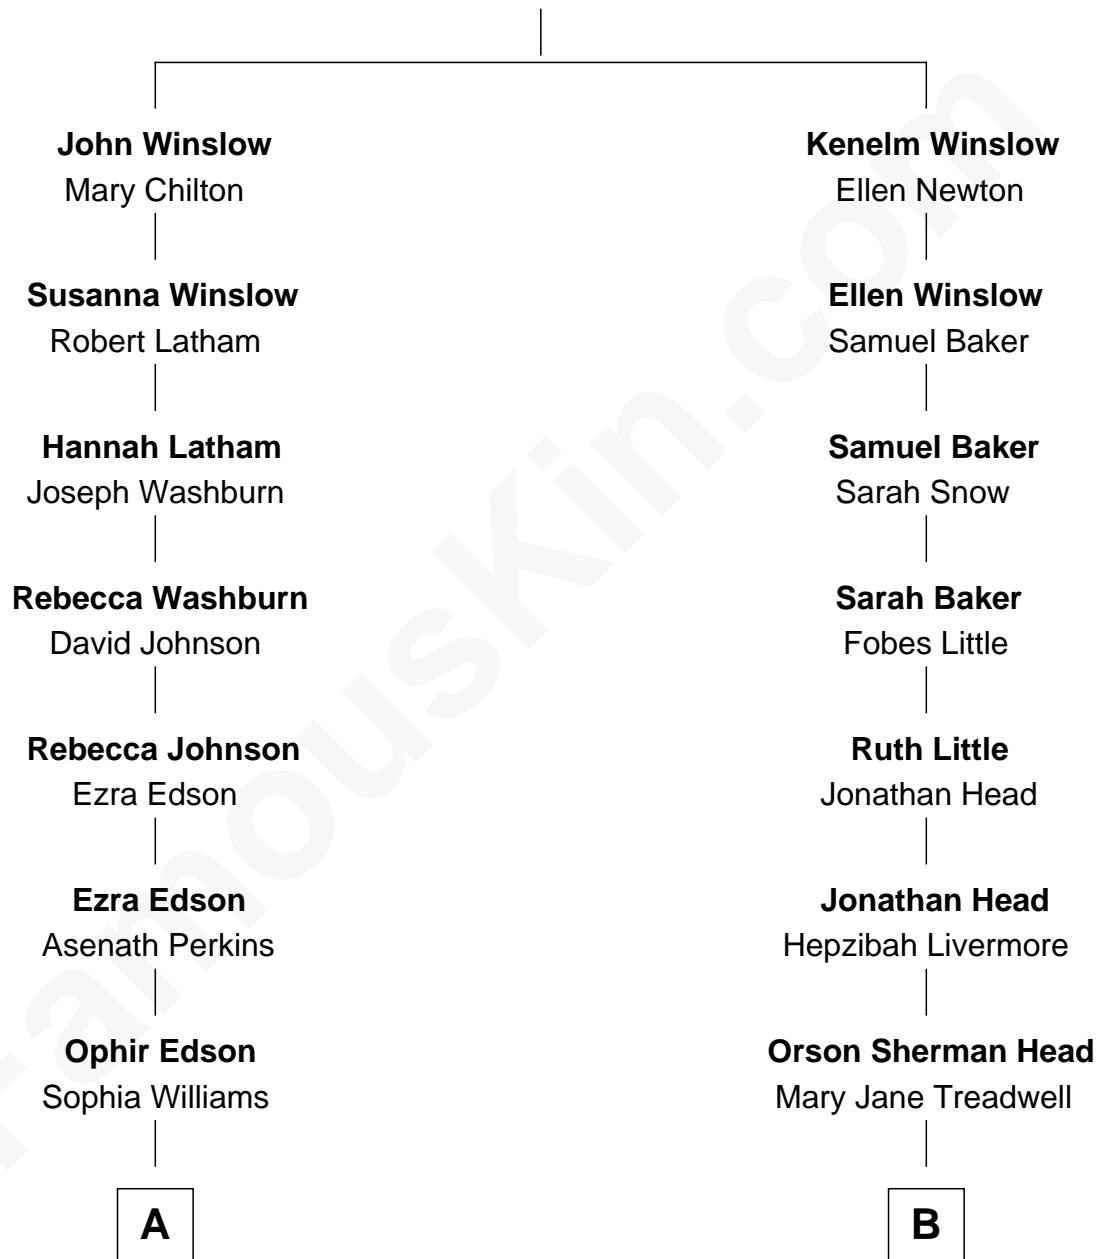 John Winslow
Mary Chilton
Susanna Winslow
Robert Latham
Hannah Latham
Joseph Washburn
Rebecca Washburn
David Johnson
Rebecca Johnson
Ezra Edson
Ezra Edson
Asenath Perkins
Ophir Edson
Sophia Williams
A
Kenelm Winslow
Ellen Newton
Ellen Winslow
Samuel Baker
Samuel Baker
Sarah Snow
Sarah Baker
Fobes Little
Ruth Little
Jonathan Head
Jonathan Head
Hepzibah Livermore
Orson Sherman Head
Mary Jane Treadwell
B
FamousKin.com